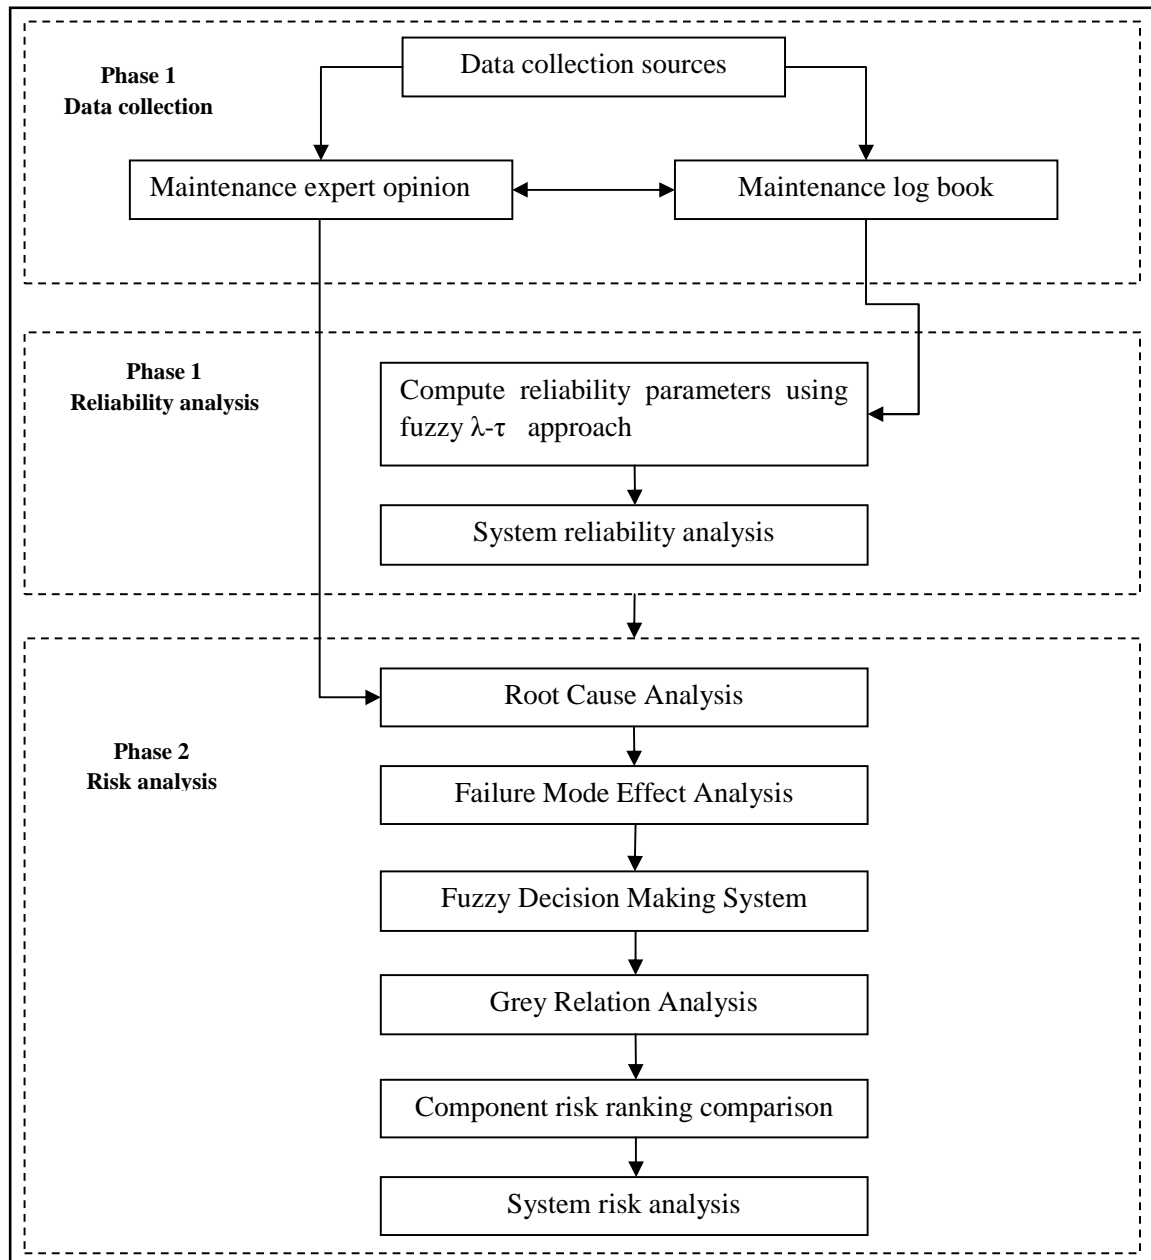 Phase 1
Data collection
Data collection sources
Maintenance expert opinion
Maintenance log book
Phase 1
Reliability analysis
Compute reliability parameters using
fuzzy λ-τ approach
System reliability analysis
Phase 2
Risk analysis
Root Cause Analysis
Failure Mode Effect Analysis
Fuzzy Decision Making System
Grey Relation Analysis
Component risk ranking comparison
System risk analysis